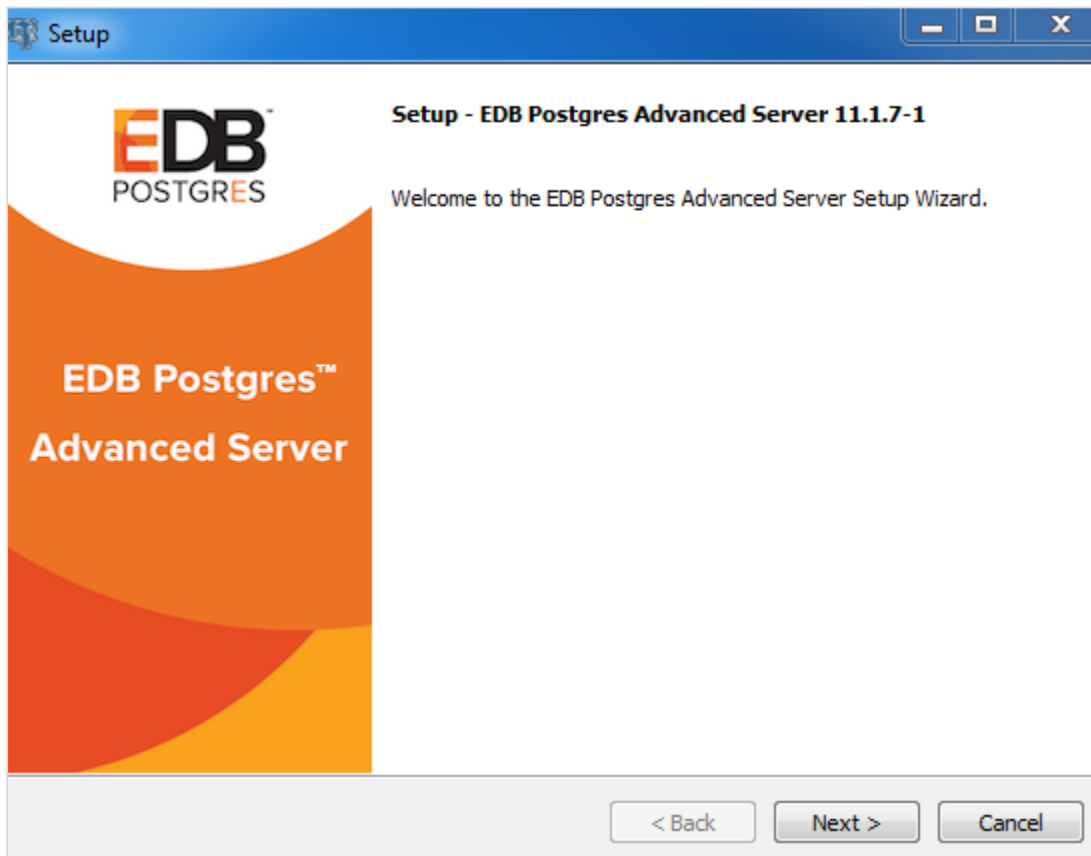 Setup
EDB™
POSTGRES
Setup - EDB Postgres Advanced Server 11.1.7-1
Welcome to the EDB Postgres Advanced Server Setup Wizard.
EDB Postgres™
Advanced Server
< Back
Next >
Cancel